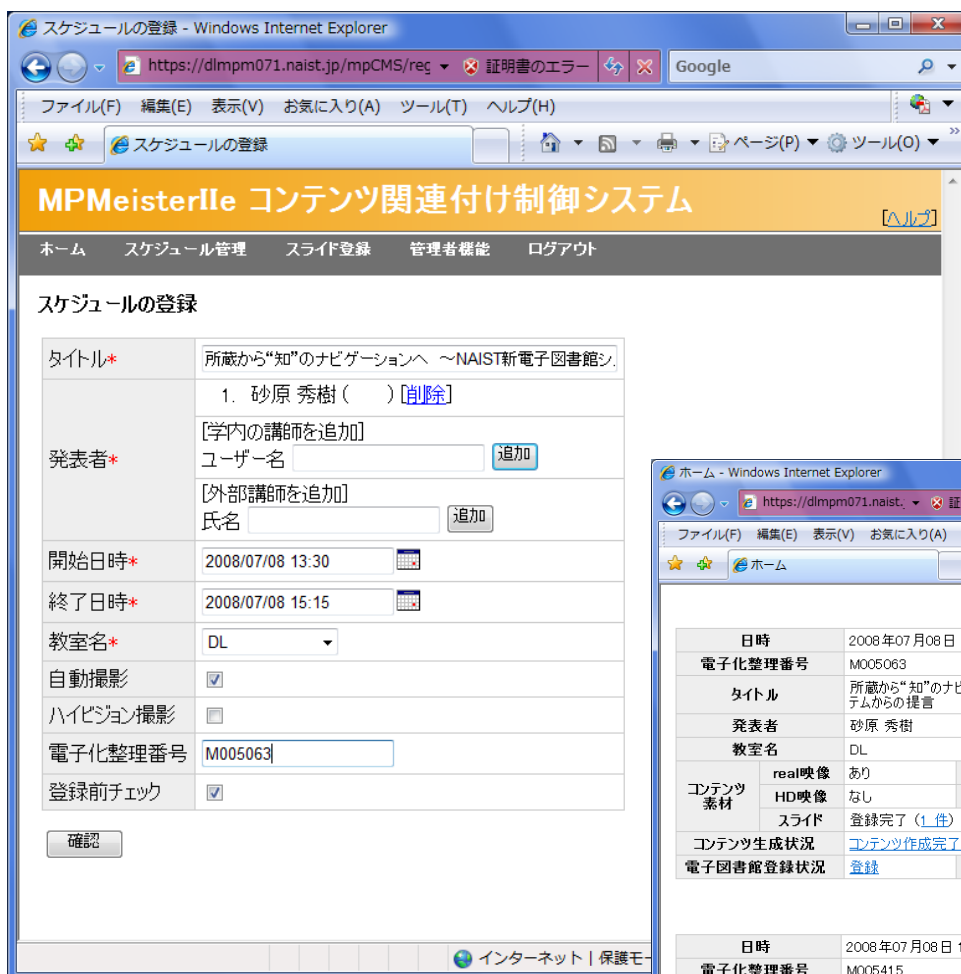 スケジュールの登録 - Windows Internet Explorer
https://dlmpm071.naist.jp/mpCMS/reg 証明書のエラー Google
ファイル(F) 編集(E) 表示(V) お気に入り(A) ツール(T) ヘルプ(H)
スケジュールの登録 ページ(P) ツール(O) »
MPMeisterIIe コンテンツ関連付け制御システム
[ヘルプ]
ホーム スケジュール管理 スライド登録 管理者機能 ログアウト
スケジュールの登録
タイトル* 所蔵から“知”のナビゲーションへ ～NAIST新電子図書館シ
発表者*
1. 砂原 秀樹 ( ) [削除]
[学内の講師を追加]
ユーザー名 追加
[外部講師を追加]
氏名 追加
開始日時* 2008/07/08 13:30
終了日時* 2008/07/08 15:15
教室名* DL
自動撮影
ハイビジョン撮影
電子化整理番号 M005063
登録前チェック
確認
インターネット | 保護モー
ホーム - Windows Internet Explorer
https://dlmpm071.naist. 証
ファイル(F) 編集(E) 表示(V) お気に入り(A)
ホーム
日時 2008年07月08日
電子化整理番号 M005063
タイトル 所蔵から“知”のナビ
テムからの提言
発表者 砂原 秀樹
教室名 DL
コンテンツ素材
real映像 あり
HD映像 なし
スライド 登録完了 (1 件)
コンテンツ生成状況 コンテンツ作成完了
電子図書館登録状況 登録
日時 2008年07月08日 1
電子化整理番号 M005415